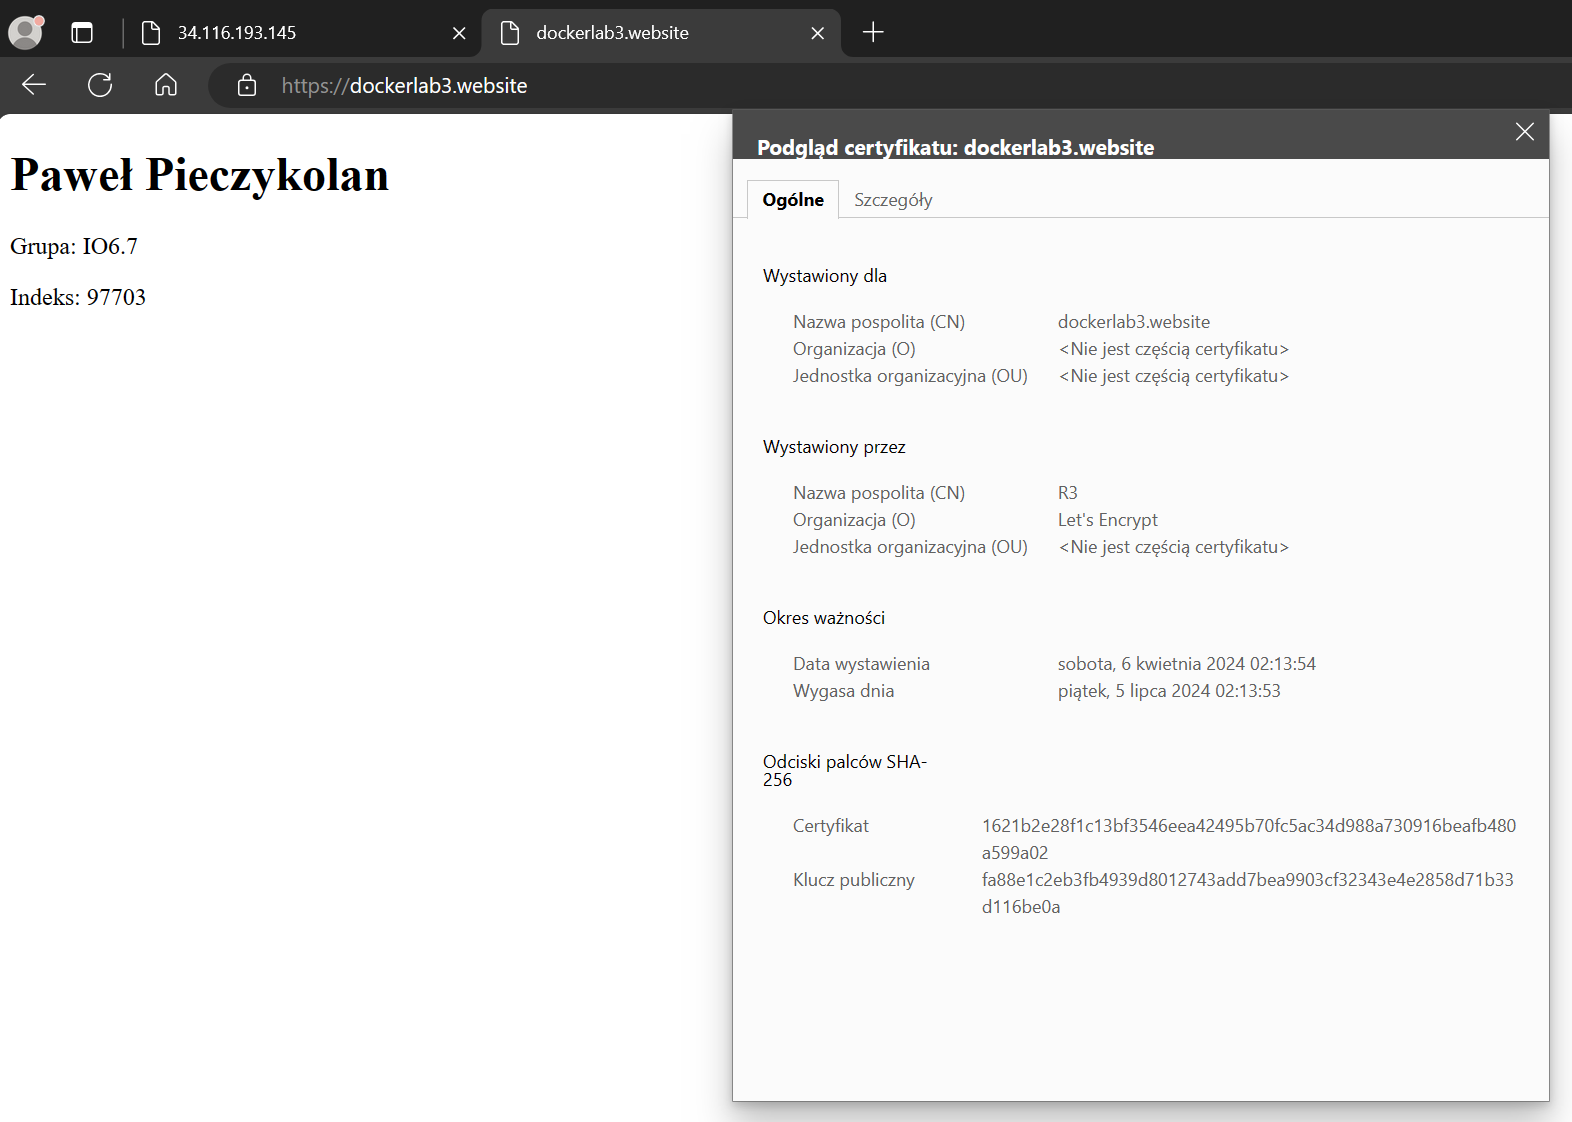 34.116.193.145
dockerlab3.website
https://dockerlab3.website
Paweł Pieczykolan
Grupa: IO6.7
Indeks: 97703
Podgląd certyfikatu: dockerlab3.website
Ogólne Szczegóły
Wystawiony dla
Nazwa pospolita (CN) dockerlab3.website
Organizacja (O) <Nie jest częścią certyfikatu>
Jednostka organizacyjna (OU) <Nie jest częścią certyfikatu>
Wystawiony przez
Nazwa pospolita (CN) R3
Organizacja (O) Let's Encrypt
Jednostka organizacyjna (OU) <Nie jest częścią certyfikatu>
Okres ważności
Data wystawienia sobota, 6 kwietnia 2024 02:13:54
Wygasa dnia piątek, 5 lipca 2024 02:13:53
Odciski palców SHA-
256
Certyfikat 1621b2e28f1c13bf3546eea42495b70fc5ac34d988a730916beafb480
a599a02
Klucz publiczny fa88e1c2eb3fb4939d8012743add7bea9903cf32343e4e2858d71b33
d116be0a